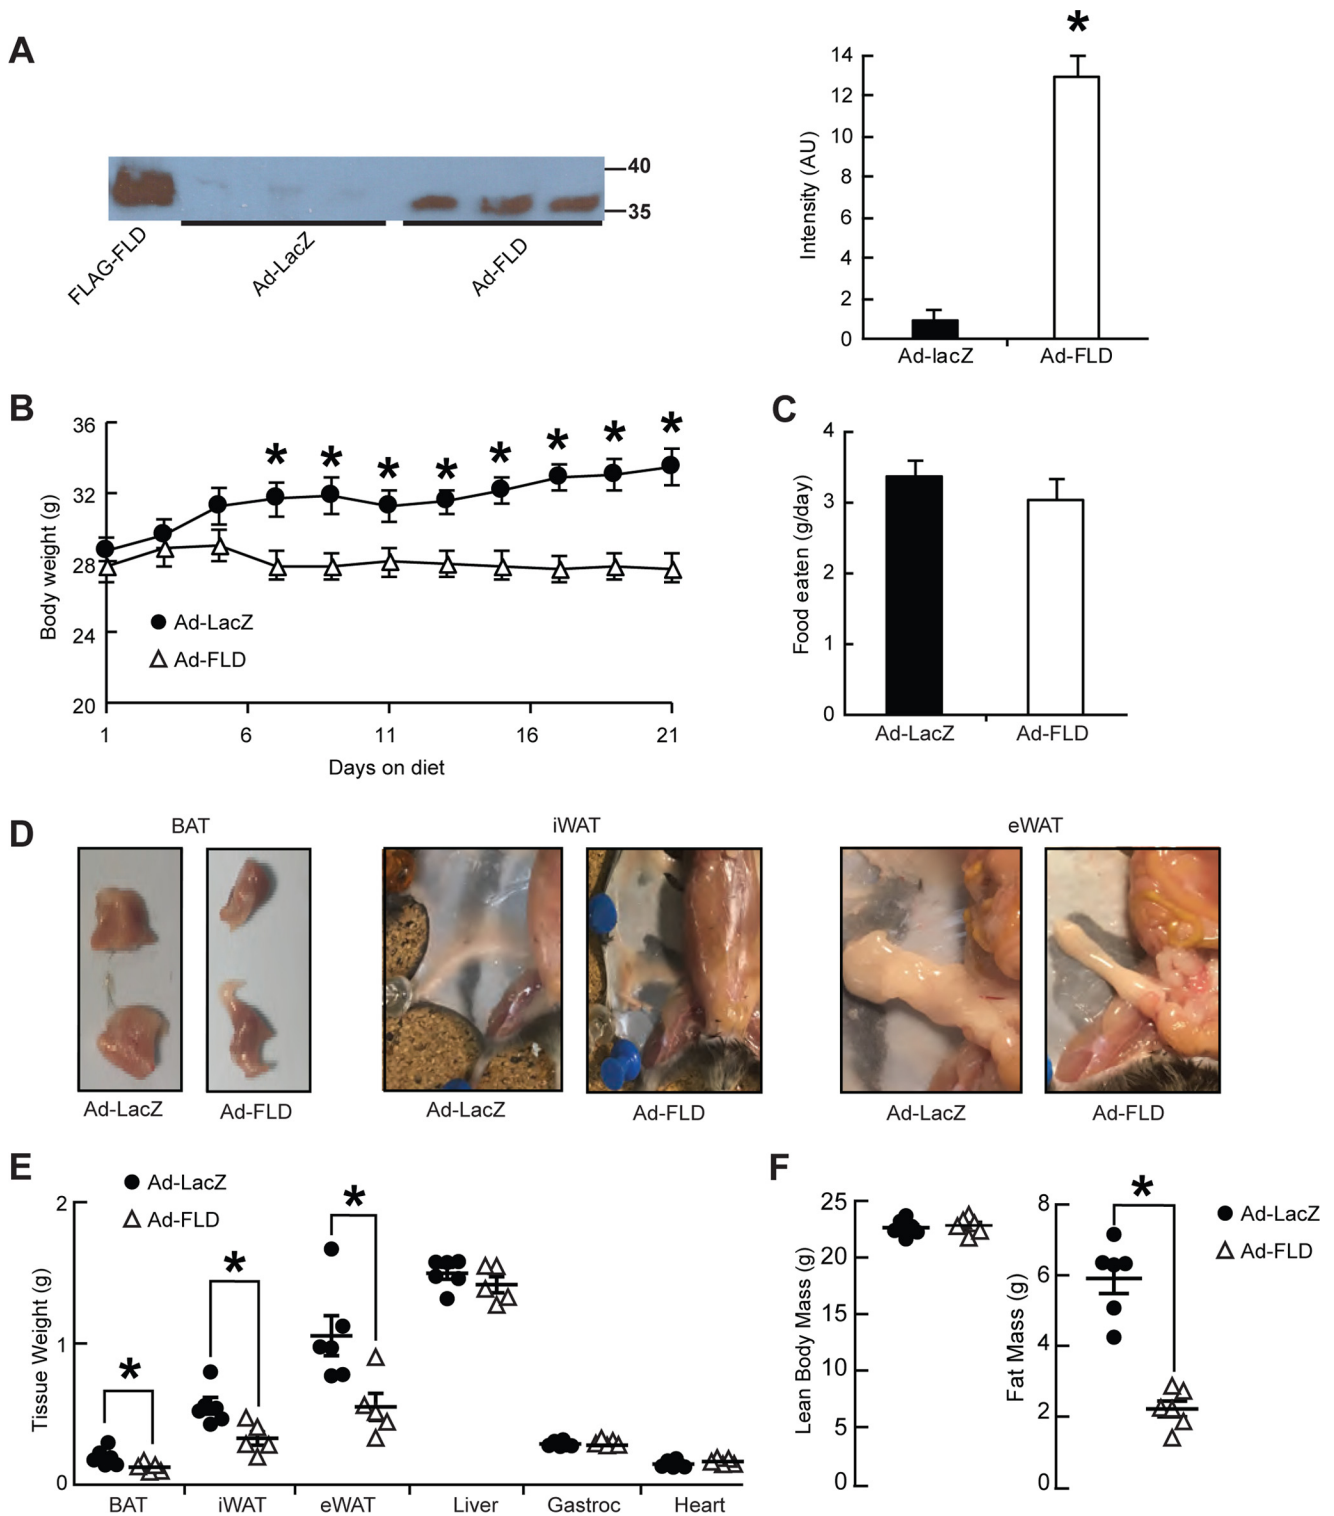 A
40
35
FLAG-FLD
Ad-LacZ
Ad-FLD
*
14
12
10
8
6
4
2
0
Intensity (AU)
Ad-lacZ
Ad-FLD
B
36
32
28
24
20
Body weight (g)
* * * * * * * *
Ad-LacZ
Ad-FLD
1 6 11 16 21
Days on diet
C
4
3
2
1
0
Food eaten (g/day)
Ad-LacZ
Ad-FLD
D
BAT
iWAT
eWAT
Ad-LacZ
Ad-FLD
Ad-LacZ
Ad-FLD
Ad-LacZ
Ad-FLD
E
Ad-LacZ
Ad-FLD
2
1
0
Tissue Weight (g)
* * *
BAT iWAT eWAT Liver Gastroc Heart
F
25
20
15
10
5
0
Lean Body Mass (g)
8
6
4
2
0
Fat Mass (g)
*
Ad-LacZ
Ad-FLD